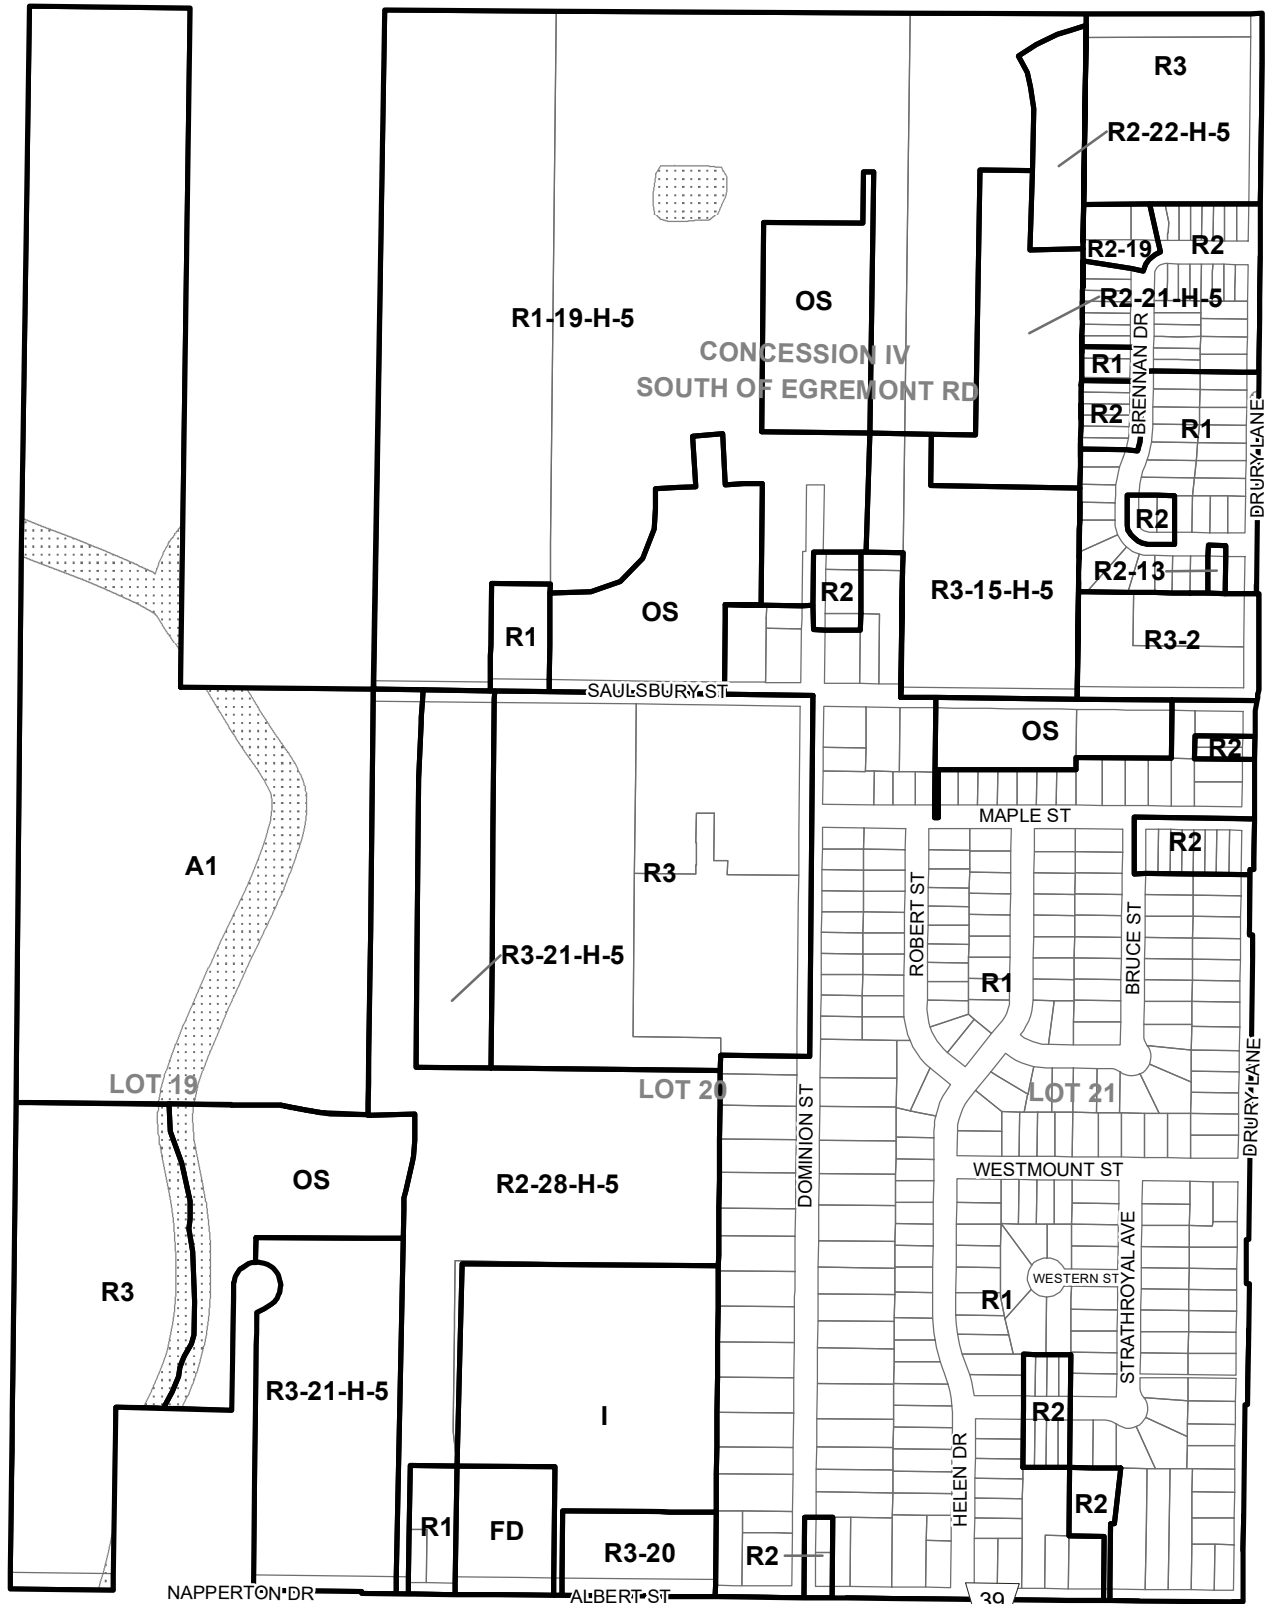 R3
R2-22-H-5
R2-19
R2
R2-21-H-5
OS
R1-19-H-5
CONCESSION IV
SOUTH OF EGREMONT RD
BRENNAN DR
R1
R2
R1
DRURY LANE
R2
R2-13
R2
R3-15-H-5
OS
R1
R3-2
SAULSBURY ST
OS
R2
MAPLE ST
R2
A1
R3
ROBERT ST
BRUCE ST
R3-21-H-5
R1
LOT 19
LOT 20
LOT 21
DOMINION ST
DRURY LANE
WESTMOUNT ST
OS
R2-28-H-5
STRATHROYAL AVE
WESTERN ST
R3
R1
R3-21-H-5
I
R2
HELEN DR
R2
R1
FD
R3-20
R2
NAPPERTON DR
ALBERT ST
39